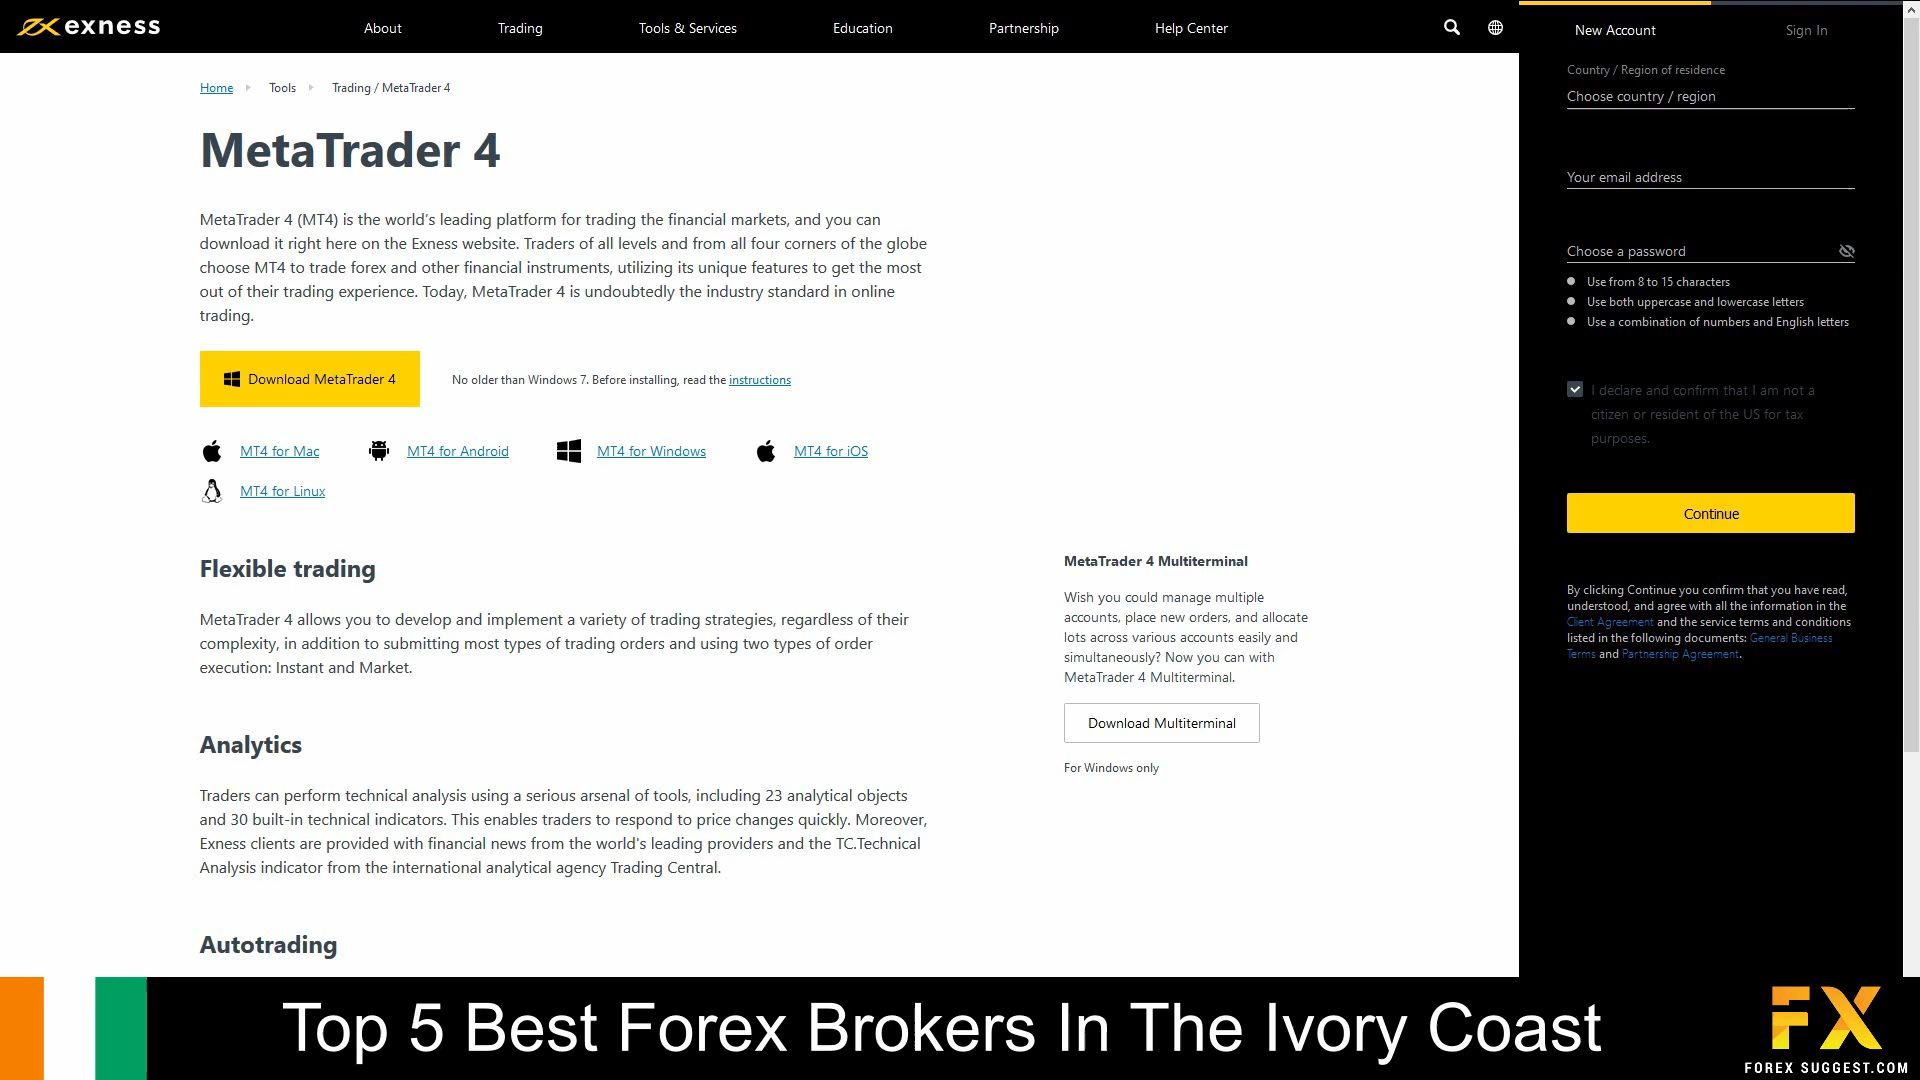 exness
About
Trading
Tools & Services
Education
Partnership
Help Center
Home
Tools
Trading / MetaTrader 4
MetaTrader 4
MetaTrader 4 (MT4) is the world's leading platform for trading the financial markets, and you can
download it right here on the Exness website. Traders of all levels and from all four corners of the globe
choose MT4 to trade forex and other financial instruments, utilizing its unique features to get the most
out of their trading experience. Today, MetaTrader 4 is undoubtedly the industry standard in online
trading.
Download MetaTrader 4
No older than Windows 7. Before installing, read the instructions
MT4 for Mac
MT4 for Android
MT4 for Windows
MT4 for iOS
MT4 for Linux
Flexible trading
MetaTrader 4 allows you to develop and implement a variety of trading strategies, regardless of their
complexity, in addition to submitting most types of trading orders and using two types of order
execution: Instant and Market.
Analytics
Traders can perform technical analysis using a serious arsenal of tools, including 23 analytical objects
and 30 built-in technical indicators. This enables traders to respond to price changes quickly. Moreover,
Exness clients are provided with financial news from the world's leading providers and the TC.Technical
Analysis indicator from the international analytical agency Trading Central.
Autotrading
MetaTrader 4 Multiterminal
Wish you could manage multiple
accounts, place new orders, and allocate
lots across various accounts easily and
simultaneously? Now you can with
MetaTrader 4 Multiterminal.
Download Multiterminal
For Windows only
New Account
Sign In
Country / Region of residence
Choose country / region
Your email address
Choose a password
Use from 8 to 15 characters
Use both uppercase and lowercase letters
Use a combination of numbers and English letters
I declare and confirm that I am not a
citizen or resident of the US for tax
purposes.
Continue
By clicking Continue you confirm that you have read,
understood, and agree with all the information in the
Client Agreement and the service terms and conditions
listed in the following documents: General Business
Terms and Partnership Agreement.
Top 5 Best Forex Brokers In The Ivory Coast
FX
FOREX SUGGEST.COM